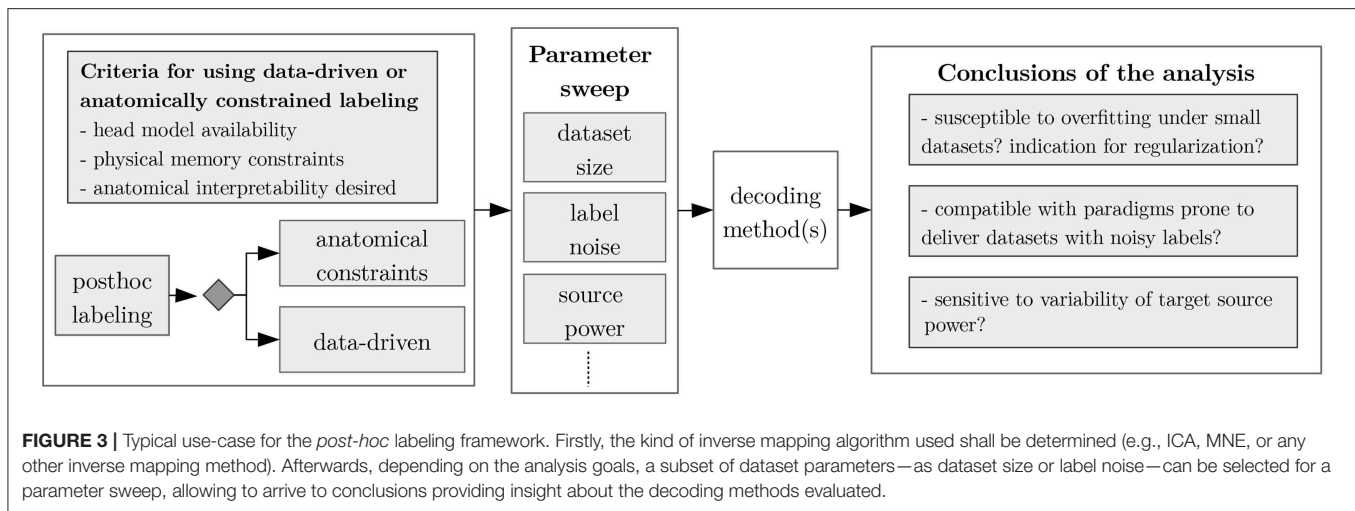 Criteria for using data-driven or
anatomically constrained labeling
- head model availability
- physical memory constraints
- anatomical interpretability desired
posthoc
labeling
anatomical
constraints
data-driven
Parameter
sweep
dataset
size
label
noise
source
power
decoding
method(s)
Conclusions of the analysis
- susceptible to overfitting under small
datasets? indication for regularization?
- compatible with paradigms prone to
deliver datasets with noisy labels?
- sensitive to variability of target source
power?
FIGURE 3 | Typical use-case for the post-hoc labeling framework. Firstly, the kind of inverse mapping algorithm used shall be determined (e.g., ICA, MNE, or any
other inverse mapping method). Afterwards, depending on the analysis goals, a subset of dataset parameters—as dataset size or label noise—can be selected for a
parameter sweep, allowing to arrive to conclusions providing insight about the decoding methods evaluated.